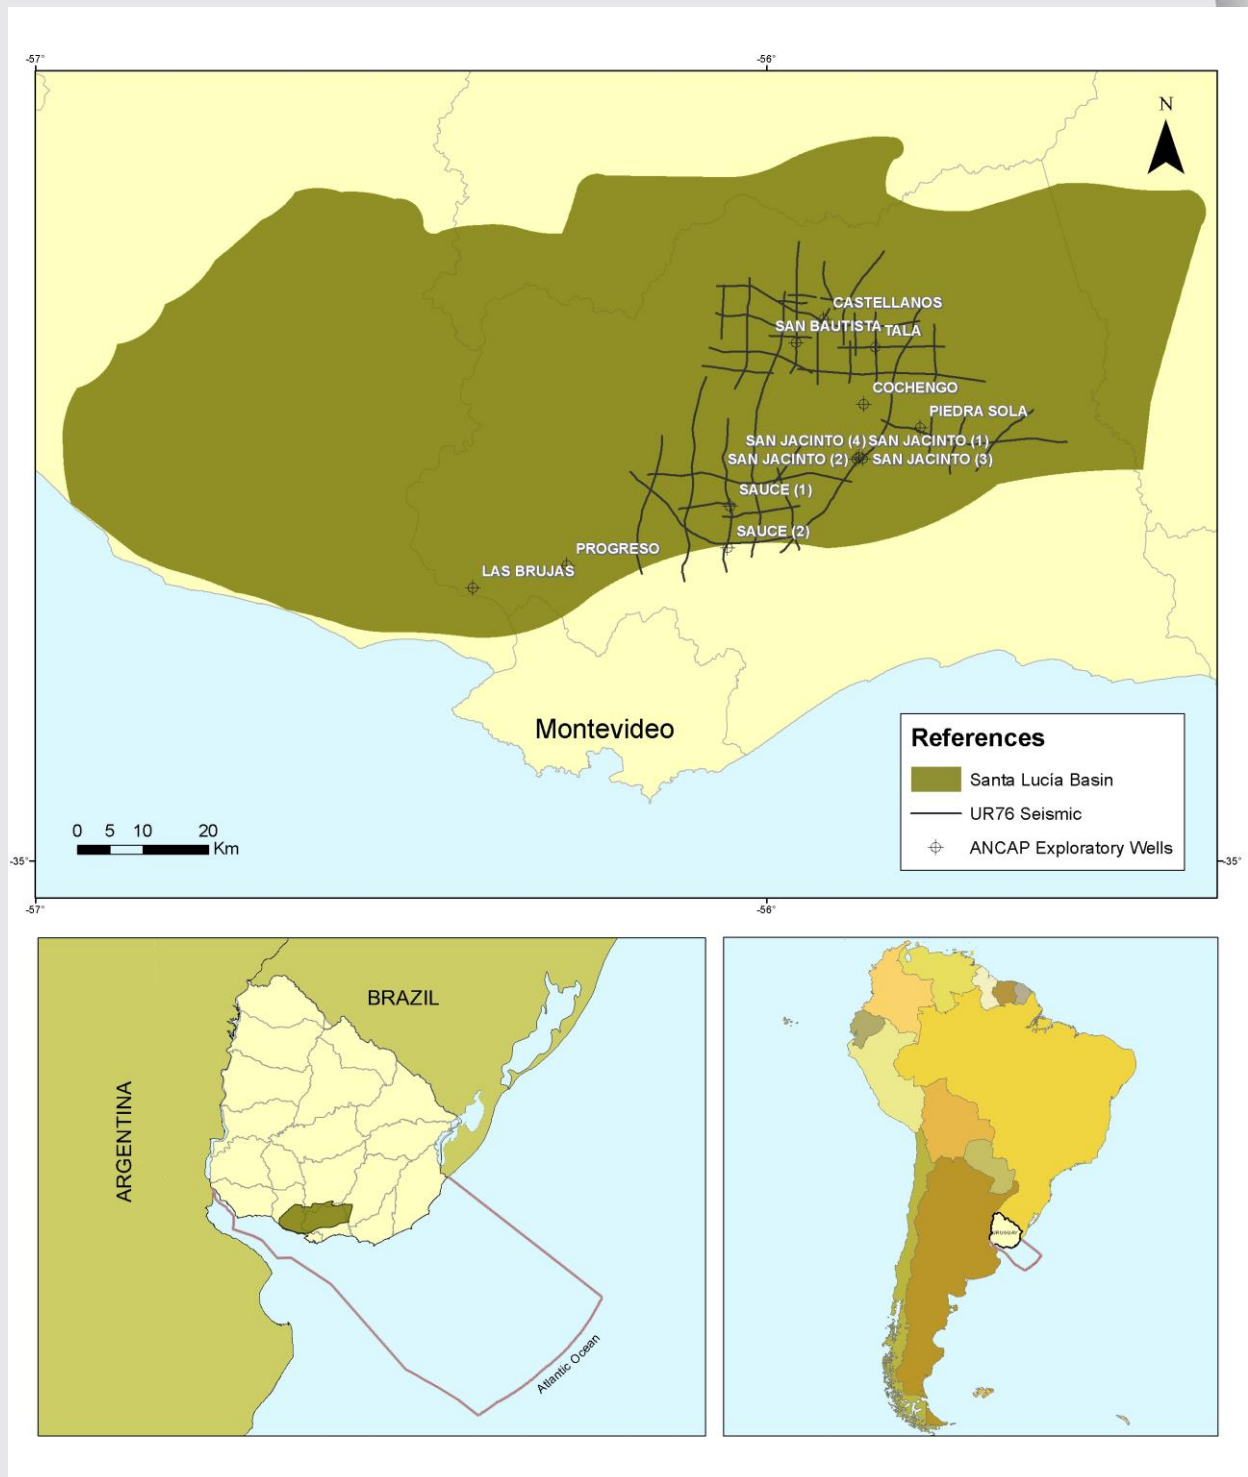 -57°
-56°
N
CASTELLANOS
SAN BAUTISTA
TALA
COCHENGO
PIEDRA SOLA
SAN JACINTO (4)
SAN JACINTO (1)
SAN JACINTO (2)
SAN JACINTO (3)
SAUCE (1)
SAUCE (2)
PROGRESO
LAS BRUJAS
Montevideo
References
Santa Lucía Basin
UR76 Seismic
ANCAP Exploratory Wells
0 5 10 20
Km
-35°
-35°
-57°
-56°
BRAZIL
ARGENTINA
Atlantic Ocean
URUGUAY